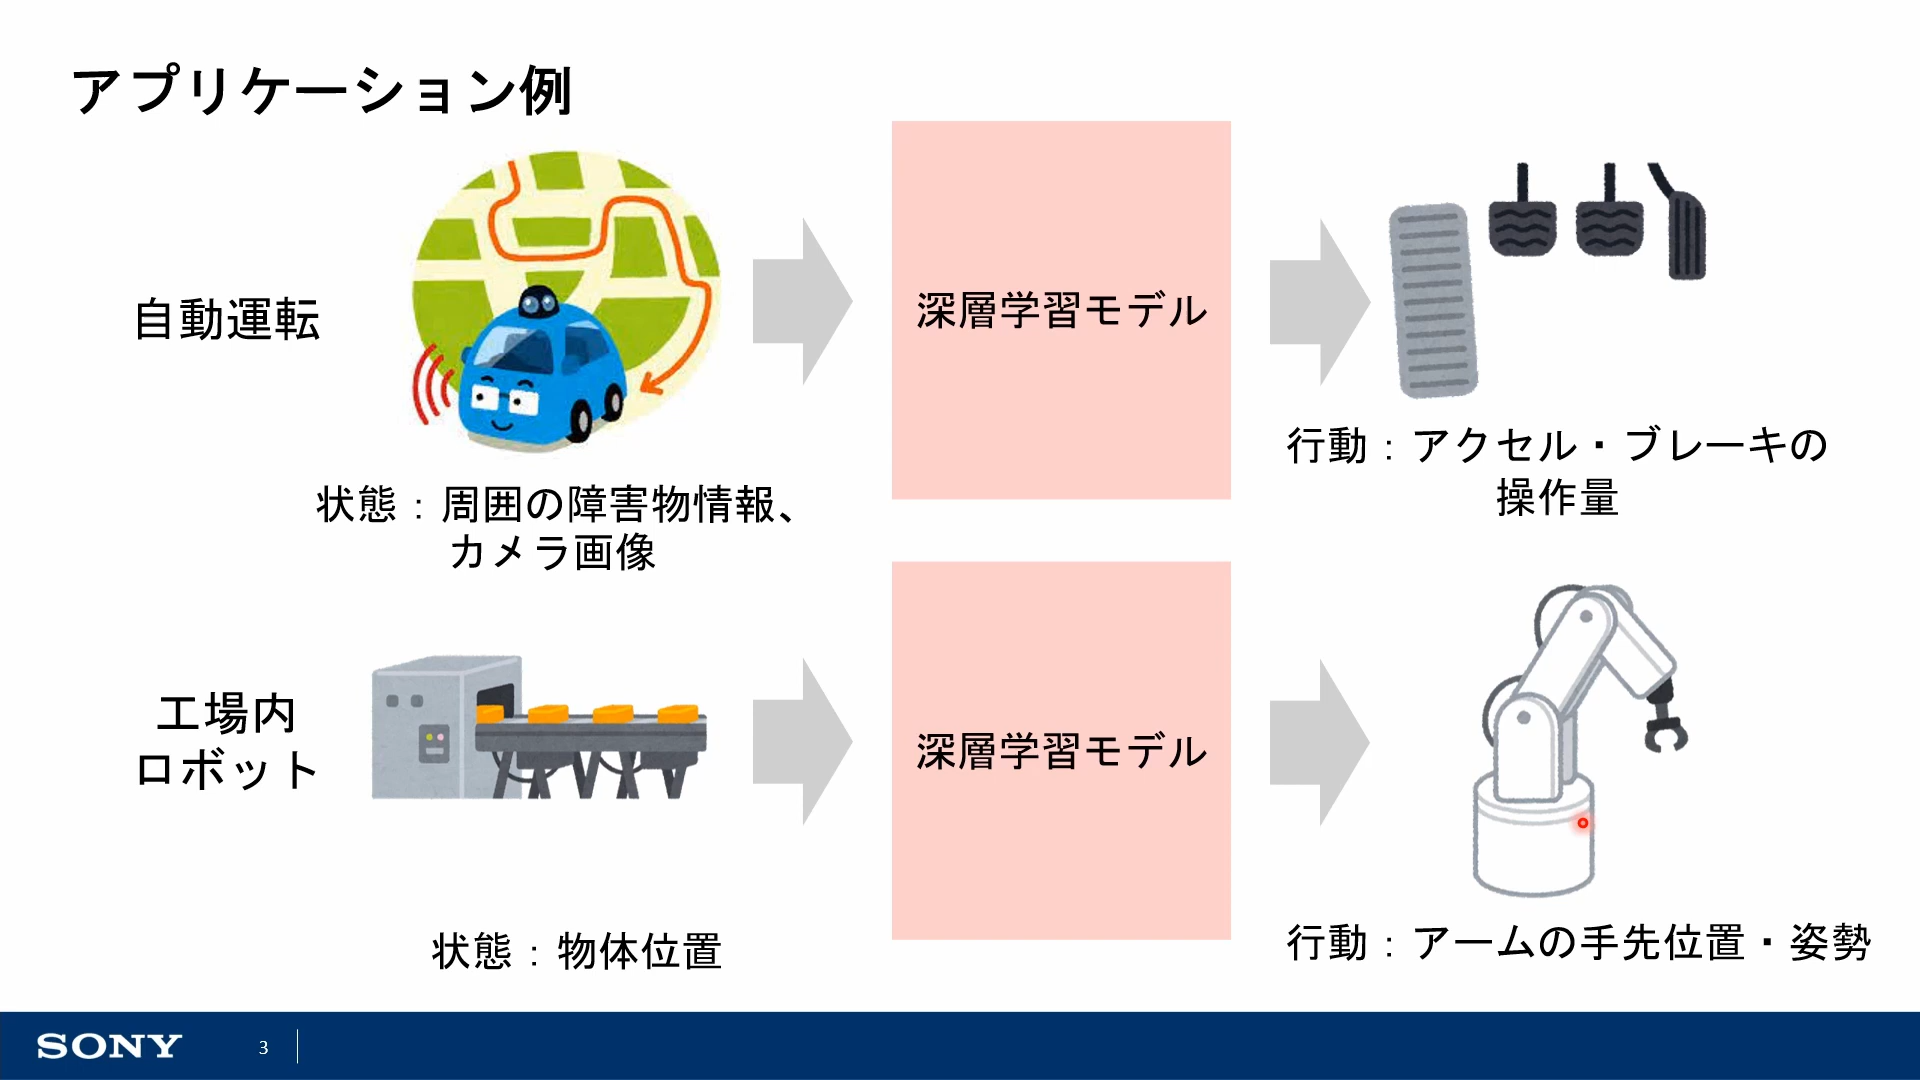 アプリケーション例
自動運転
状態：周囲の障害物情報、
カメラ画像
深層学習モデル
行動：アクセル・ブレーキの
操作量
工場内
ロボット
状態：物体位置
深層学習モデル
行動：アームの手先位置・姿勢
SONY
3